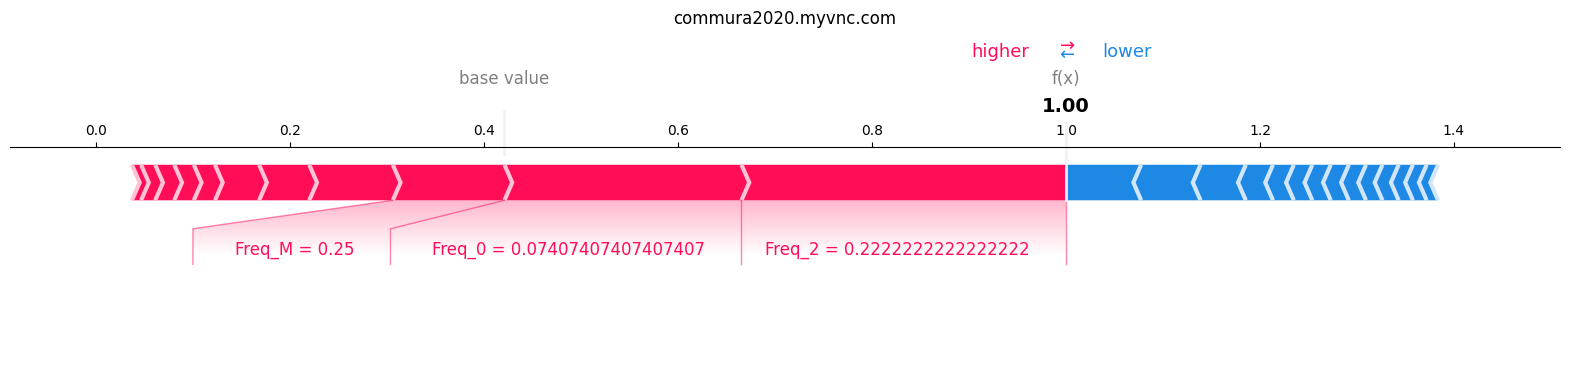 commura2020.myvnc.com
higher → ← lower
base value f(x)
1.00
0.0 0.2 0.4 0.6 0.8 1 0 1.2 1.4
Freq_M = 0.25 Freq_0 = 0.07407407407407407 Freq_2 = 0.2222222222222222